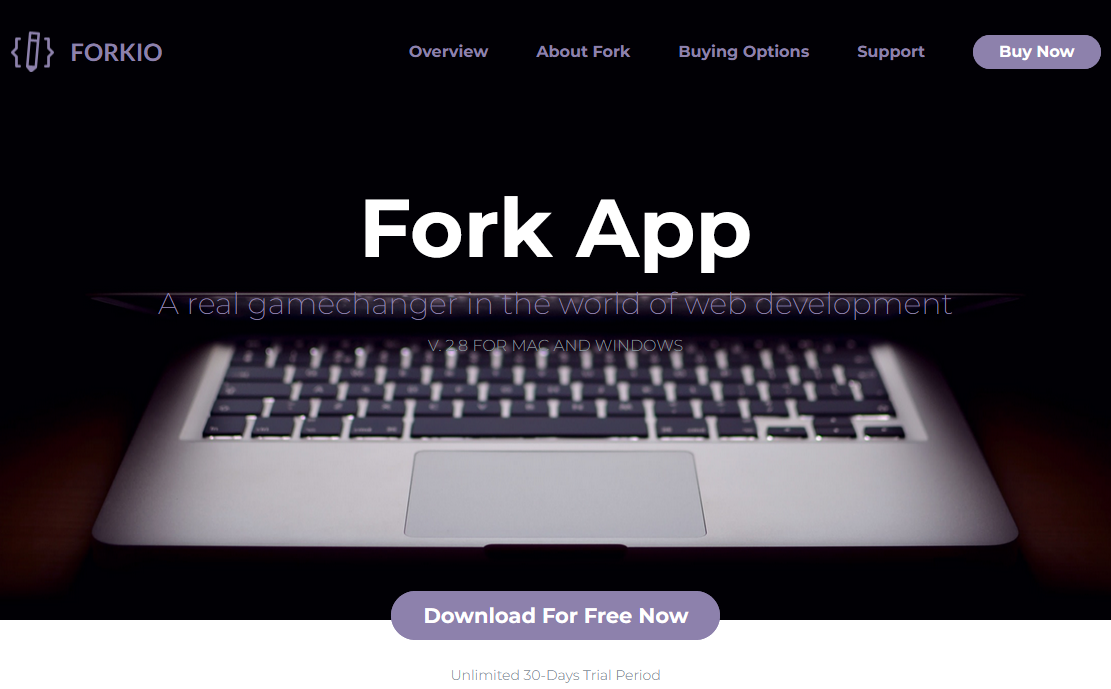 FORKIO
Overview
About Fork
Buying Options
Support
Buy Now
Fork App
A real gamechanger in the world of web development
V. 2.8 FOR MAC AND WINDOWS
Download For Free Now
Unlimited 30-Days Trial Period